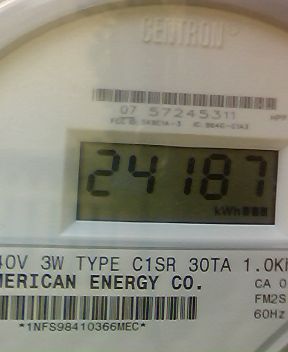 CENTRON®
07 57245311
24187
kWh
40V 3W TYPE C1SR 30TA 1.0K
MERICAN ENERGY CO.
CA 0
FM2S
60Hz
*1NFS98410366MEC*